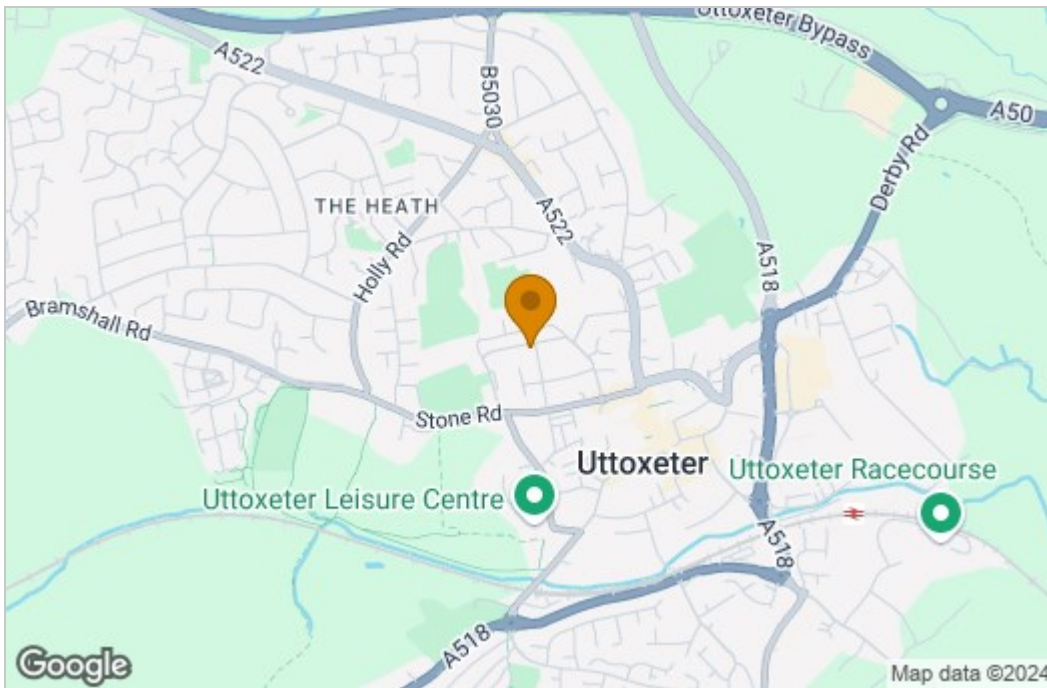 Uttoxeter Bypass
A522
B5030
A50
Derby Rd
THE HEATH
A522
Holly Rd
A518
Bramshall Rd
Stone Rd
Uttoxeter
Uttoxeter Racecourse
Uttoxeter Leisure Centre
A518
A518
Google
Map data ©2024